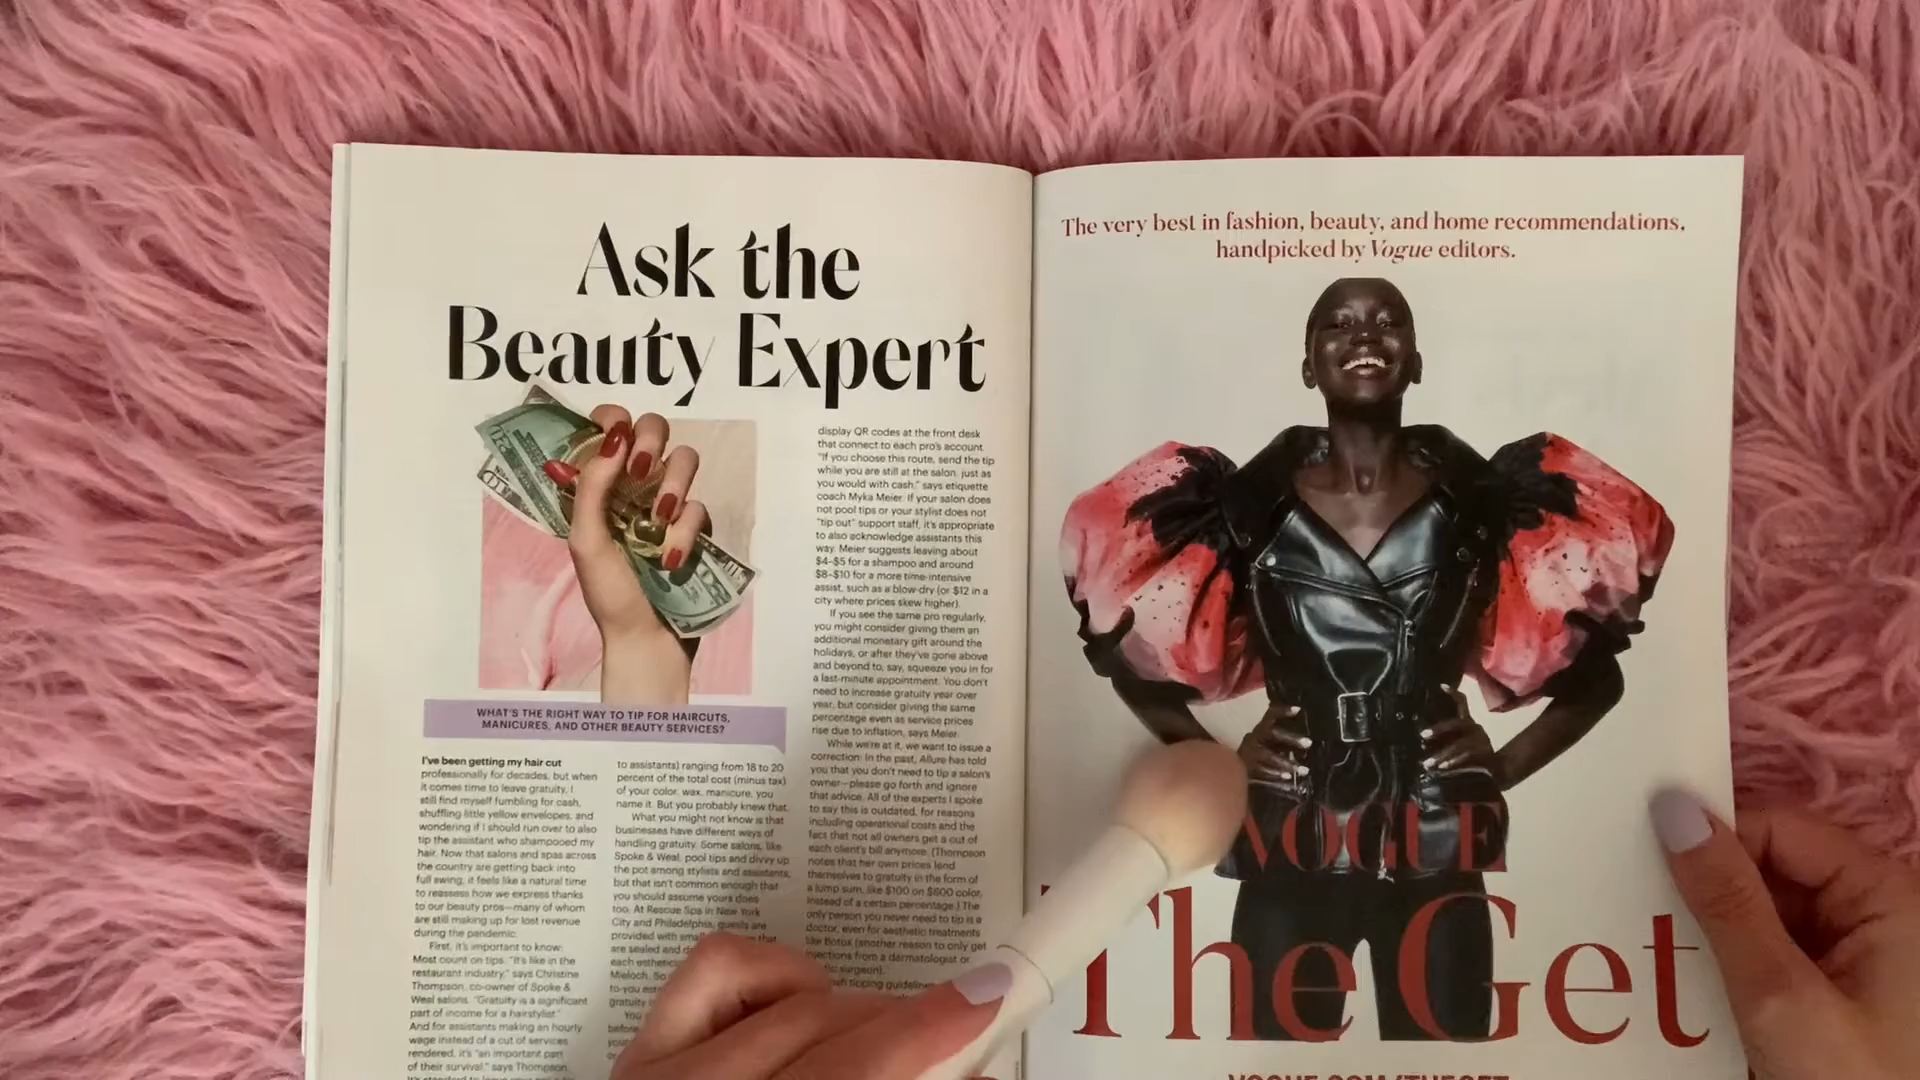 Ask the
Beauty Expert
WHAT'S THE RIGHT WAY TO TIP FOR HAIRCUTS,
MANICURES, AND OTHER BEAUTY SERVICES?
I've been getting my hair cut
professionally for decades, but when
it comes time to leave gratuity, I
still find myself fumbling for cash,
shuffling little yellow envelopes, and
wondering if I should run over to also
tip the assistant who shampooed my
hair. Now that salons and spas across
the country are getting back into
full swing, it feels like a natural time
to reassess how we express thanks
to our beauty pros—many of whom
are still making up for lost revenue
during the pandemic.
First, it's important to know:
Most count on tips. "It's like in the
restaurant industry," says Christine
Thompson, co-owner of Spoke &
Weal salons. "Gratuity is a significant
part of income for a hairstylist."
And for assistants making an hourly
wage instead of a cut of services
rendered, it's "an important part
of their survival," says Thompson.
It's standard to leave
to assistants) ranging from 18 to 20
percent of the total cost (minus tax)
of your color, wax, manicure, you
name it. But you probably knew that.
What you might not know is that
businesses have different ways of
handling gratuity. Some salons, like
Spoke & Weal, pool tips and divvy up
the pot among stylists and assistants,
but that isn't common enough that
you should assume yours does
too. At Rescue Spa in New York
City and Philadelphia, guests are
provided with that
are sealed and
each
Mieloch. So
gratuity
You
before
display QR codes at the front desk
that connect to each pro's account.
"If you choose this route, send the tip
while you are still at the salon, just as
you would with cash," says etiquette
coach Myka Meier. If your salon does
not pool tips or your stylist does not
"tip out" support staff, it's appropriate
to also acknowledge assistants this
way. Meier suggests leaving about
$4–$5 for a shampoo and around
$8–$10 for a more time-intensive
assist, such as a blow-dry (or $12 in a
city where prices skew higher).
If you see the same pro regularly,
you might consider giving them an
additional monetary gift around the
holidays, or after they've gone above
and beyond to, say, squeeze you in for
a last-minute appointment. You don't
need to increase gratuity year over
year, but consider giving the same
percentage even as service prices
rise due to inflation, says Meier.
While we're at it, we want to issue a
correction: In the past, Allure has told
you that you don't need to tip a salon's
owner—please go forth and ignore
that advice. All of the experts I spoke
to say this is outdated, for reasons
including operational costs and the
fact that not all owners get a cut of
each client's bill anymore. (Thompson
notes that her own prices lend
themselves to gratuity in the form of
a lump sum, like $100 on $600 color,
instead of a certain percentage.) The
only person you never need to tip is a
doctor, even for aesthetic treatments
like Botox (another reason to only get
injections from a dermatologist or
surgeon).
tipping guidelines
The very best in fashion, beauty, and home recommendations,
handpicked by Vogue editors.
VOGUE
The Get
VOGUE.COM/THEGET